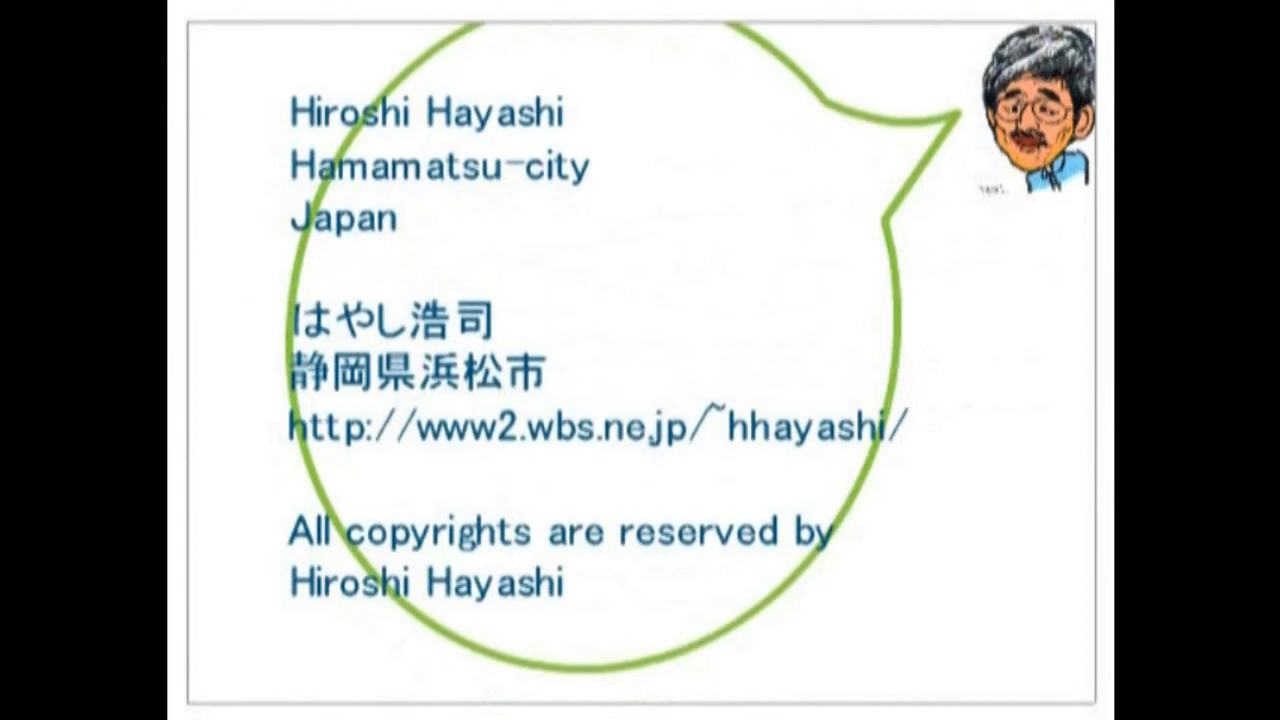 Hiroshi Hayashi
Hamamatsu-city
Japan
はやし浩司
静岡県浜松市
http://www2.wbs.ne.jp/~hhayashi/
All copyrights are reserved by
Hiroshi Hayashi